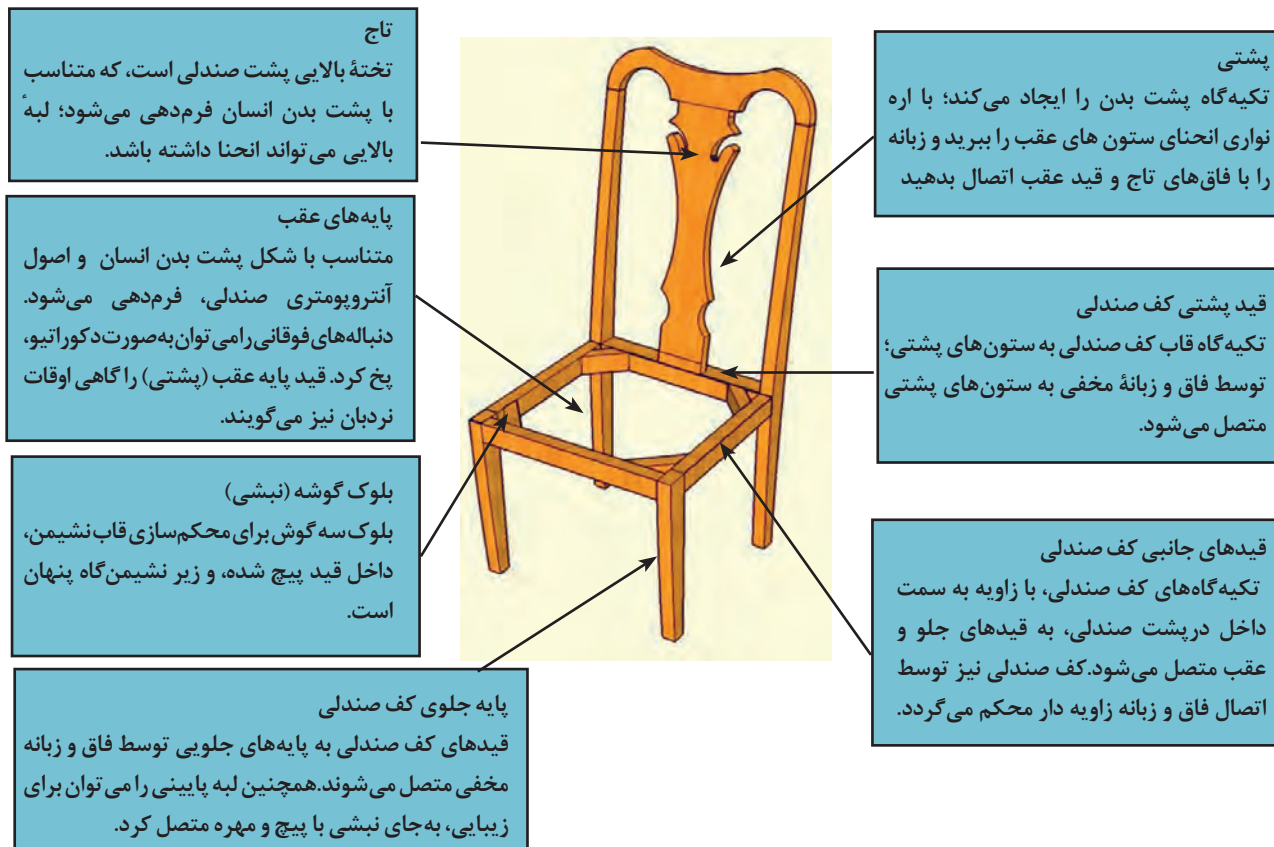 تاج
تختهٔ بالایی پشت صندلی است، که متناسب
با پشت بدن انسان فرم‌دهی می‌شود؛ لبهٔ
بالایی می‌تواند انحنا داشته باشد.
پایه‌های عقب
متناسب با شکل پشت بدن انسان و اصول
آنتروپومتری صندلی، فرم‌دهی می‌شود.
دنباله‌های فوقانی رامی توان به‌صورت دکوراتیو،
پخ کرد. قید پایه عقب (پشتی) را گاهی اوقات
نردبان نیز می‌گویند.
بلوک گوشه (نبشی)
بلوک سه گوش برای محکم‌سازی قاب نشیمن،
داخل قید پیچ شده، و زیر نشیمن‌گاه پنهان
است.
پایه جلوی کف صندلی
قیدهای کف صندلی به پایه‌های جلویی توسط فاق و زبانه
مخفی متصل می‌شوند.همچنین لبه پایینی را می‌توان برای
زیبایی، به‌جای نبشی با پیچ و مهره متصل کرد.
پشتی
تکیه‌گاه پشت بدن را ایجاد می‌کند؛ با اره
نواری انحنای ستون های عقب را ببرید و زبانه
را با فاق‌های تاج و قید عقب اتصال بدهید
قید پشتی کف صندلی
تکیه‌گاه قاب کف صندلی به ستون‌های پشتی؛
توسط فاق و زبانهٔ مخفی به ستون‌های پشتی
متصل می‌شود.
قیدهای جانبی کف صندلی
تکیه‌گاه‌های کف صندلی، با زاویه به سمت
داخل درپشت صندلی، به قیدهای جلو و
عقب متصل می‌شود.کف صندلی نیز توسط
اتصال فاق و زبانه زاویه دار محکم می‌گردد.